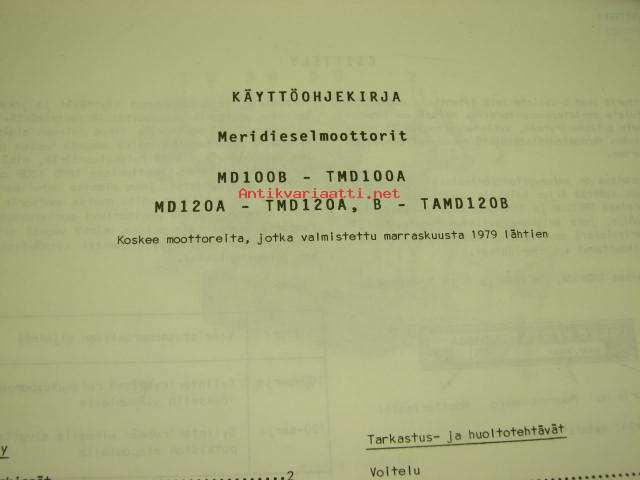 KÄYTTÖOHJEKIRJA
Meridieselmoottorit
MD100B - TMD100A
Antikvariaatti.net
MD120A - TMD120A, B - TAMD120B
Koskee moottoreita, jotka valmistettu marraskuusta 1979 lähtien
Tarkastus- ja huoltotehtävät
Voitelu
2